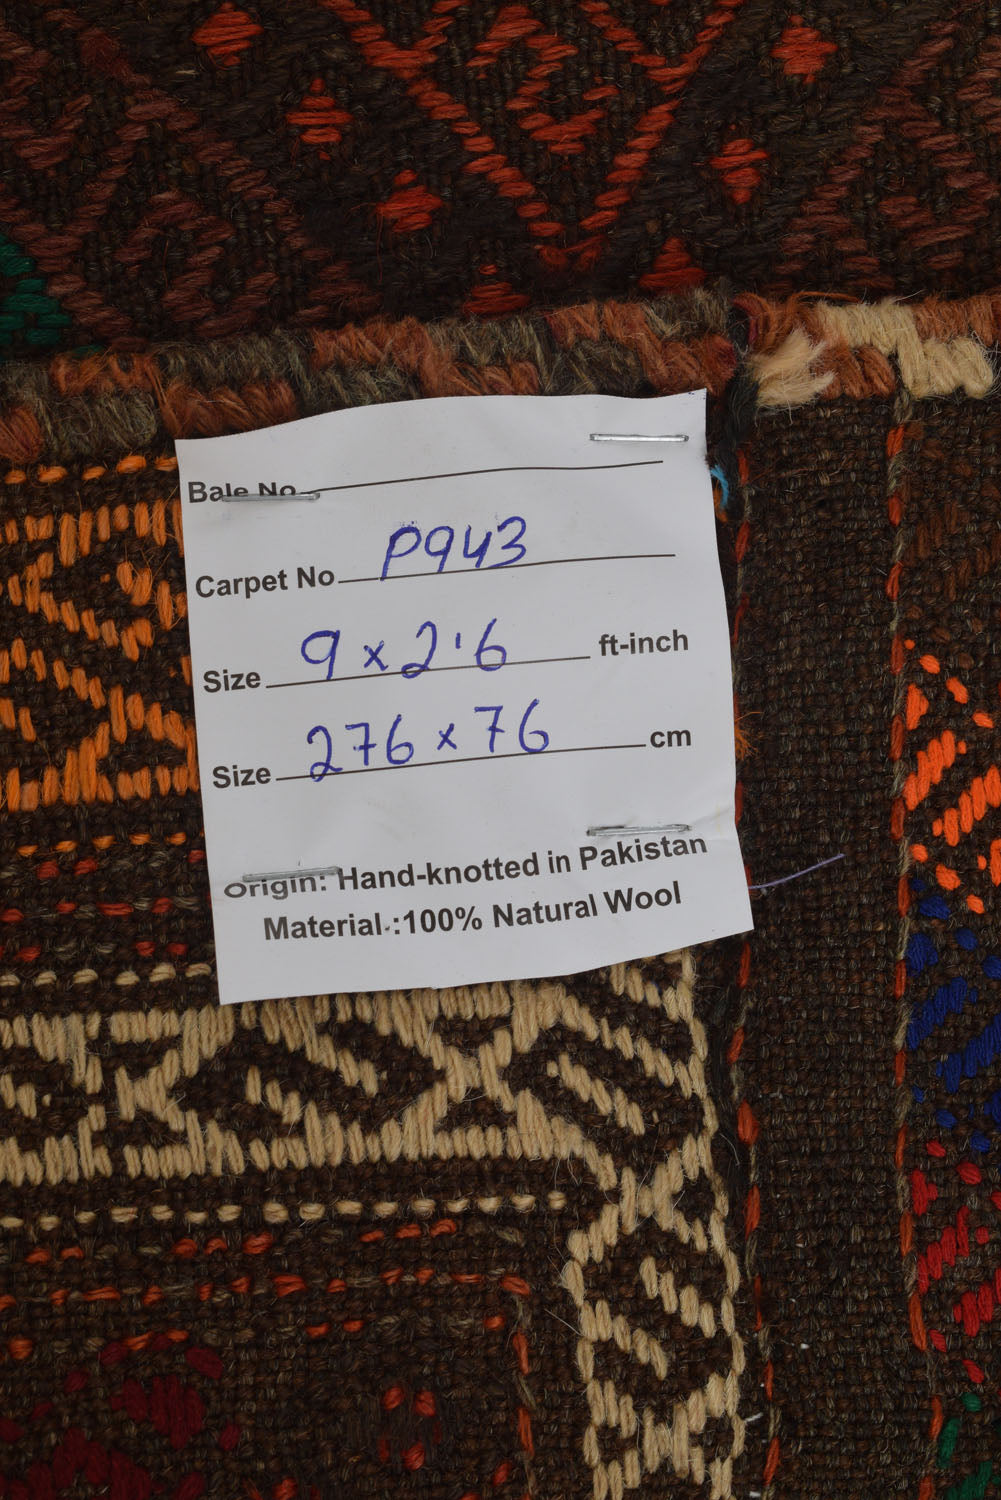 Bale No
Carpet No P943
Size 9 x 2'6 ft-inch
Size 276 x 76 cm
Origin: Hand-knotted in Pakistan
Material.:100% Natural Wool